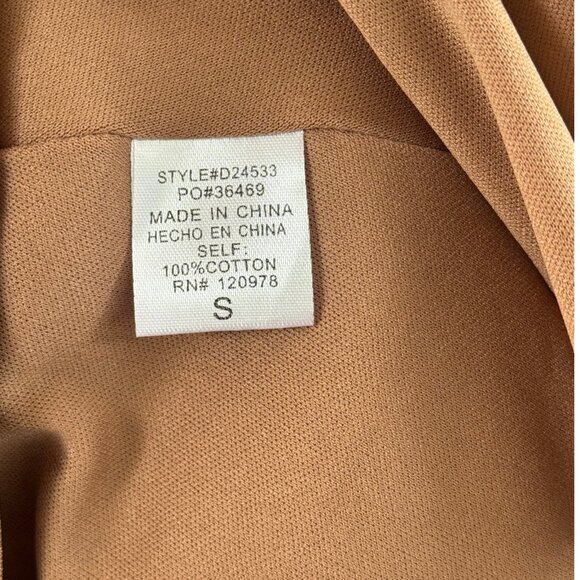 STYLE#D24533
PO#36469
MADE IN CHINA
HECHO EN CHINA
SELF:
100%COTTON
RN# 120978
S